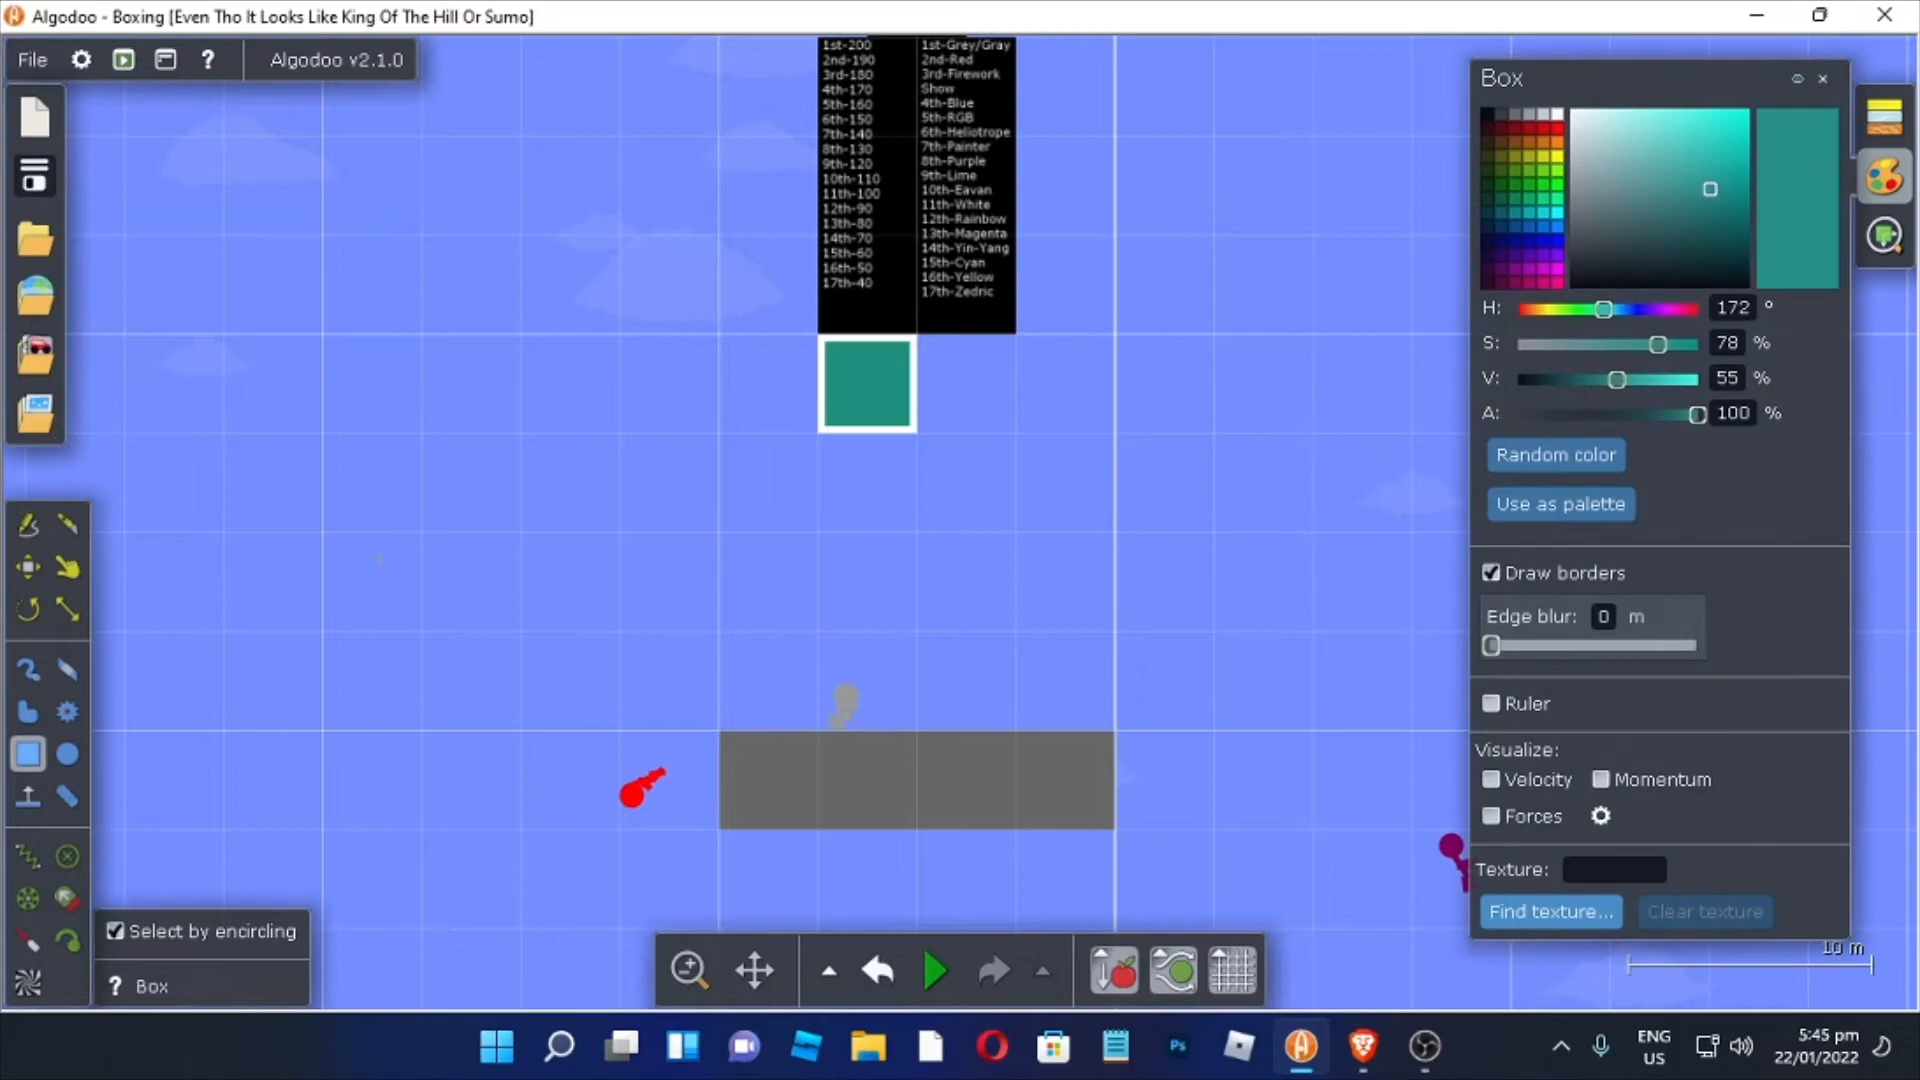 Algodoo - Boxing [Even Tho It Looks Like King Of The Hill Or Sumo]
File
?
Algodoo v2.1.0
1st-200
2nd-190
3rd-180
4th-170
5th-160
6th-150
7th-140
8th-130
9th-120
10th-110
11th-100
12th-90
13th-80
14th-70
15th-60
16th-50
17th-40
1st-Grey/Gray
2nd-Red
3rd-Firework
Show
4th-Blue
5th-RGB
6th-Heliotrope
7th-Painter
8th-Purple
9th-Lime
10th-Eavan
11th-White
12th-Rainbow
13th-Magenta
14th-Yin-Yang
15th-Cyan
16th-Yellow
17th-Zedric
Box
H: 172 °
S: 78 %
V: 55 %
A: 100 %
Random color
Use as palette
Draw borders
Edge blur: 0 m
Ruler
Visualize:
Velocity Momentum
Forces
Texture:
Find texture... Clear texture
10 m
Select by encircling
? Box
Ps
ENG
US
5:45 pm
22/01/2022